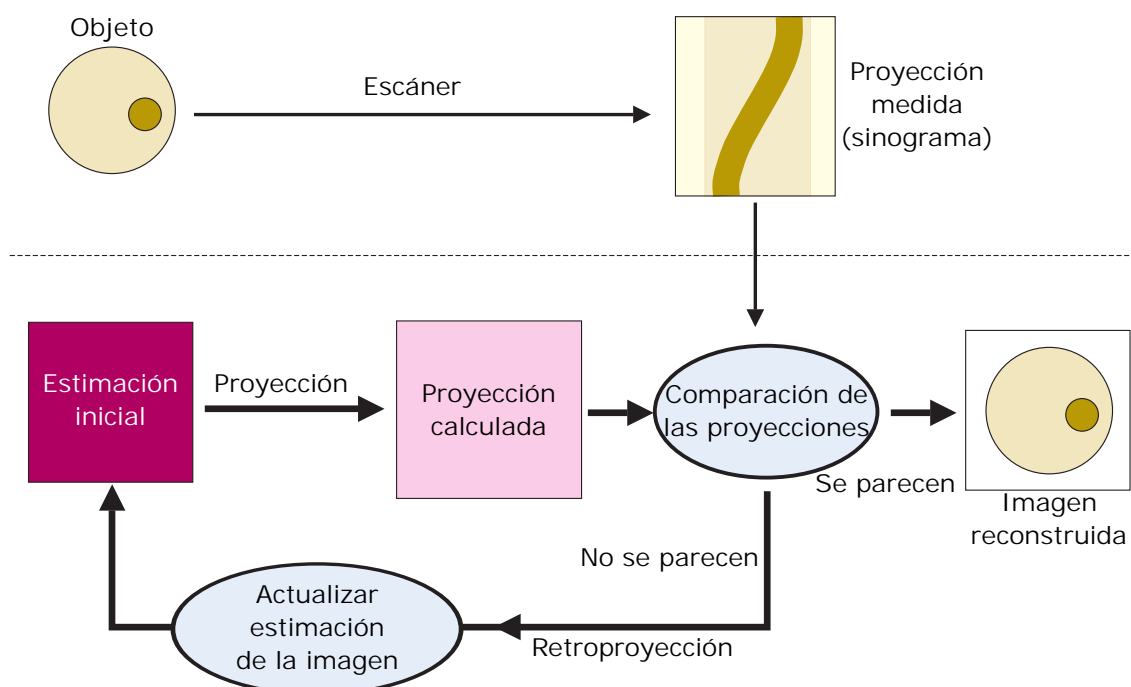 Objeto
Escáner
Proyección
medida
(sinograma)
Estimación
inicial
Proyección
Proyección
calculada
Comparación de
las proyecciones
Se parecen
Imagen
reconstruida
No se parecen
Retroproyección
Actualizar
estimación
de la imagen